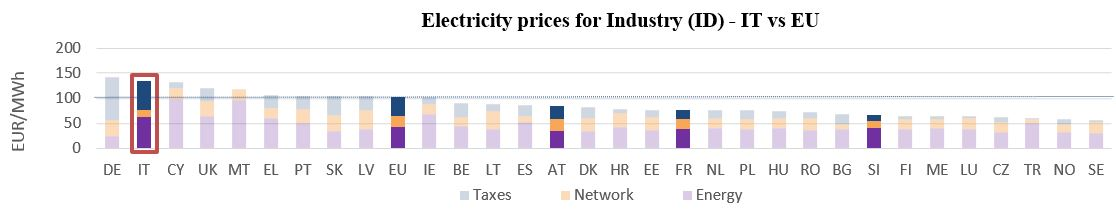 Electricity prices for Industry (ID) - IT vs EU
EUR/MWh
200
150
100
50
0
DE IT CY UK MT EL PT SK LV EU IE BE LT ES AT DK HR EE FR NL PL HU RO BG SI FI ME LU CZ TR NO SE
Taxes Network Energy